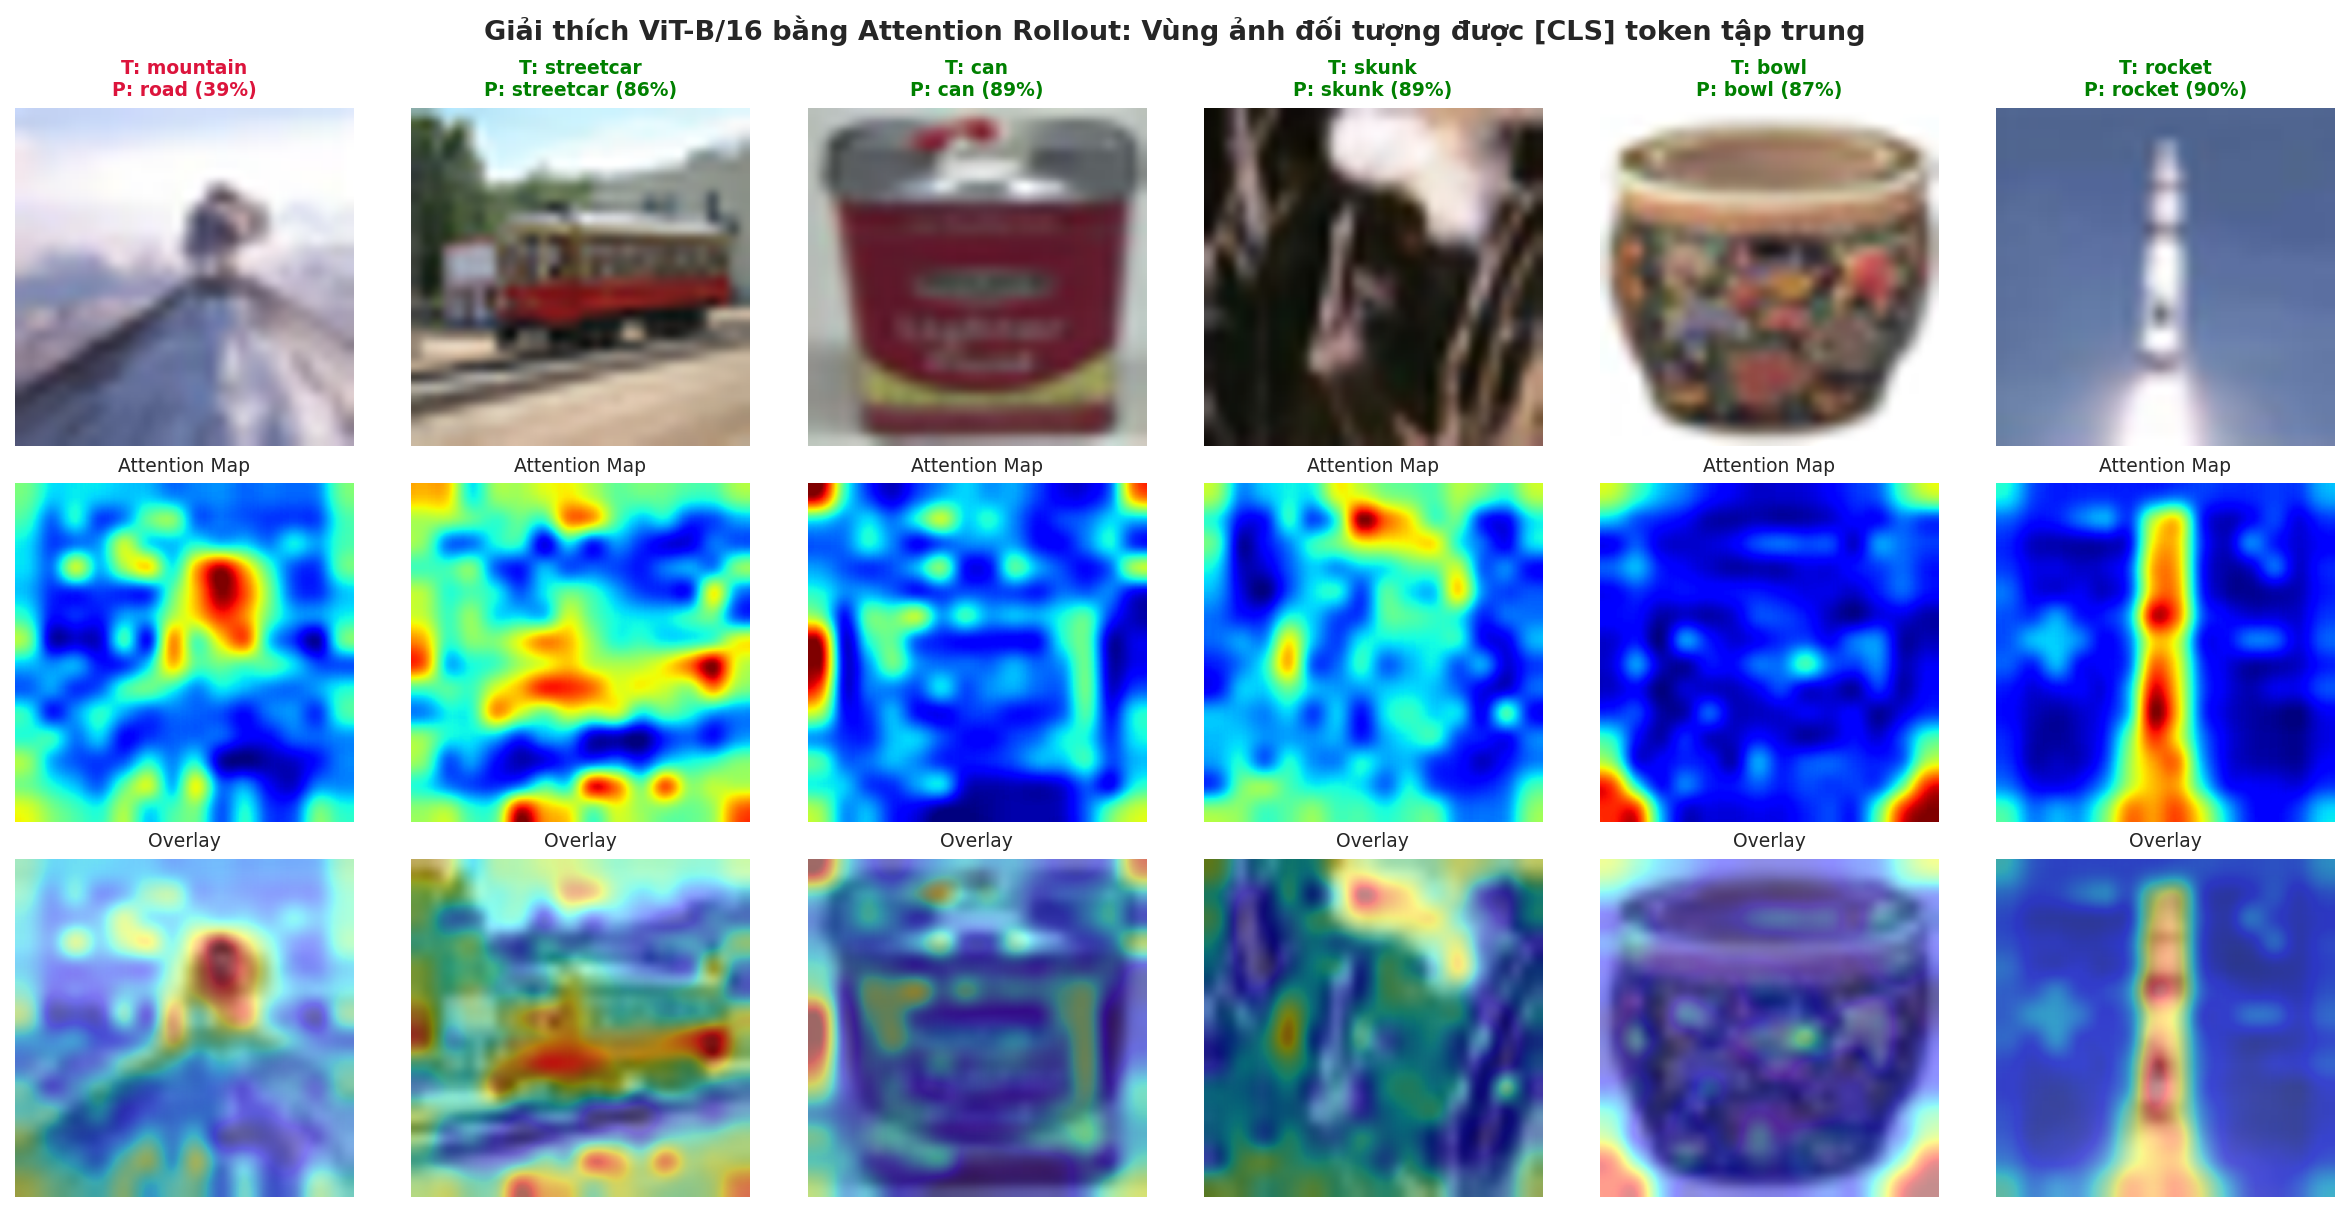 Giải thích ViT-B/16 bằng Attention Rollout: Vùng ảnh đối tượng được [CLS] token tập trung
T: mountain
P: road (39%)
T: streetcar
P: streetcar (86%)
T: can
P: can (89%)
T: skunk
P: skunk (89%)
T: bowl
P: bowl (87%)
T: rocket
P: rocket (90%)
Attention Map
Attention Map
Attention Map
Attention Map
Attention Map
Attention Map
Overlay
Overlay
Overlay
Overlay
Overlay
Overlay